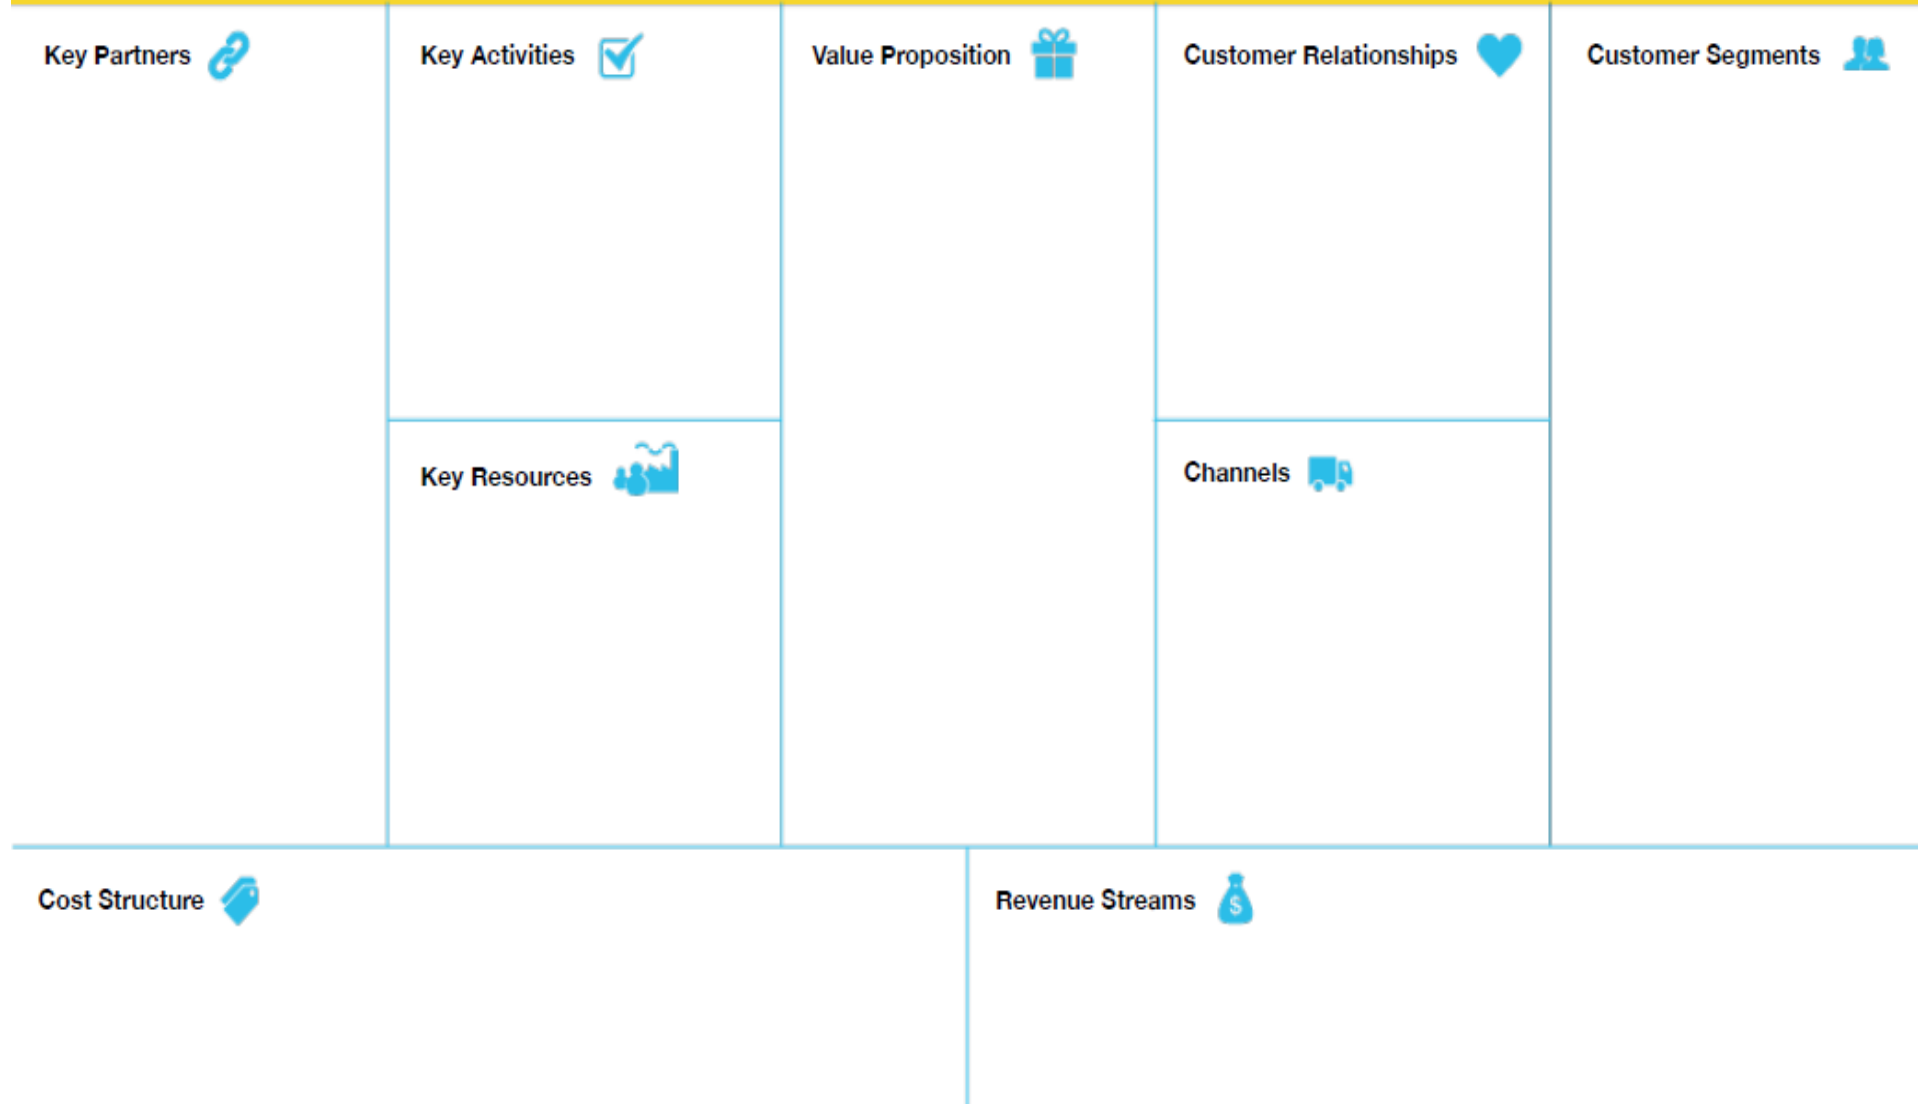 Key Partners
Key Activities
Value Proposition
Customer Relationships
Customer Segments
Key Resources
Channels
Cost Structure
Revenue Streams
$